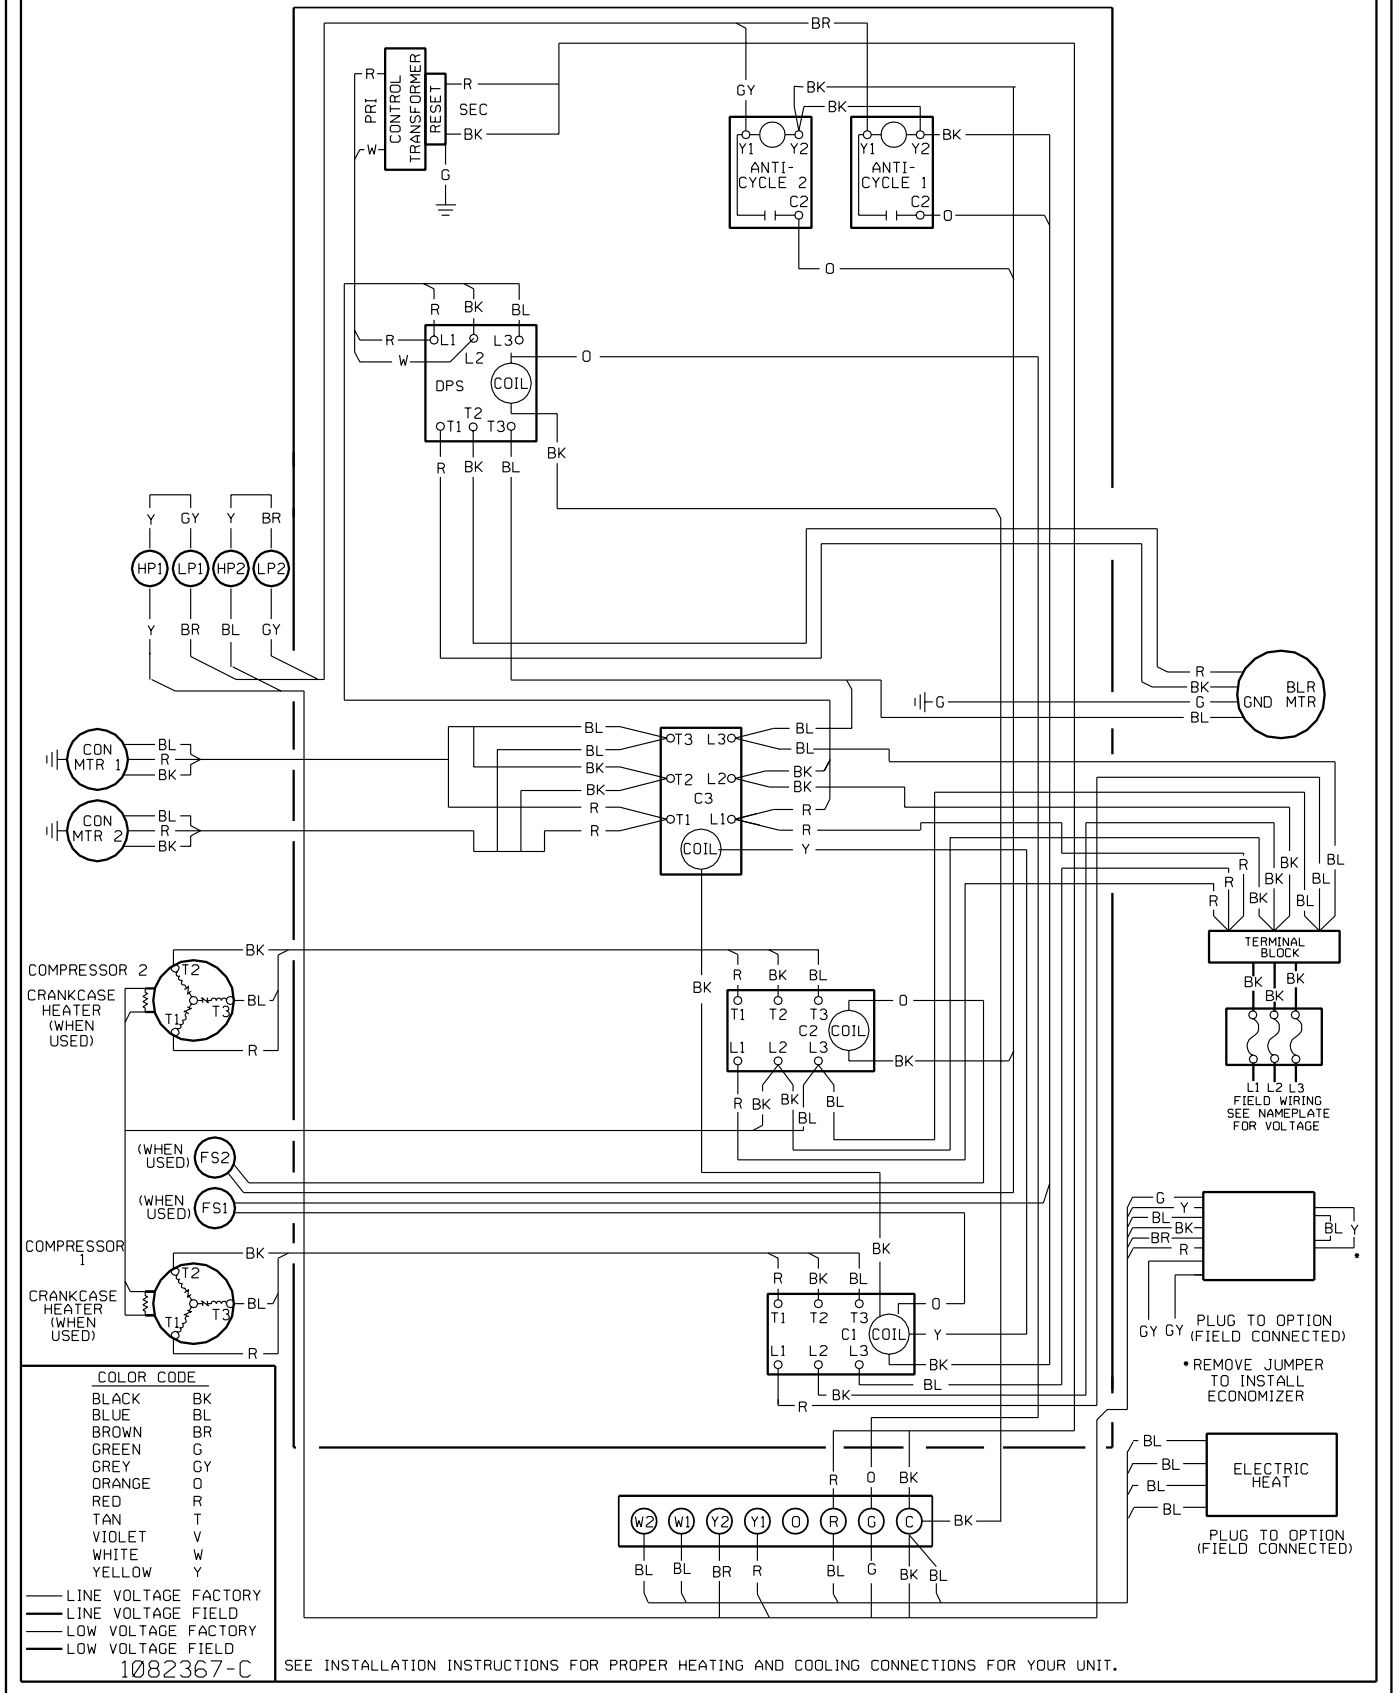 BR
R
PRI
W
CONTROL
TRANSFORMER
RESET
R
SEC
BK
G
GY
BK
BK
Y1 Y2
ANTI-
CYCLE 2
C2
O
Y1 Y2
ANTI-
CYCLE 1
C2
BK
O
R BK BL
R
W
L1 L2 L3
DPS
COIL
T1 T2 T3
O
BK
R BK BL
Y GY Y BR
HP1 LP1 HP2 LP2
Y BR BL GY
R
BK
G
BL
GND
BLR
MTR
G
CON
MTR 1
BL
R
BK
CON
MTR 2
BL
R
BK
BL
BL
BK
BK
R
R
T3 L3
T2 L2
C3
T1 L1
COIL
BL
BL
BK
BK
R
R
Y
R R R
BK BK BK
BL BL BL
TERMINAL
BLOCK
BK BK BK
L1 L2 L3
FIELD WIRING
SEE NAMEPLATE
FOR VOLTAGE
COMPRESSOR 2
CRANKCASE
HEATER
(WHEN
USED)
T2
T1 T3
BK
BL
R
BK
R BK BL
T1 T2 T3
C2 COIL
L1 L2 L3
O
BK
R BK BK BL BL
(WHEN
USED)
FS2
(WHEN
USED)
FS1
COMPRESSOR
1
CRANKCASE
HEATER
(WHEN
USED)
T2
T1 T3
BK
BL
R
BK
R BK BL
T1 T2 T3
C1 COIL
L1 L2 L3
O
Y
BK
BL
BK
R
G
Y
BL
BK
BR
R
GY GY
BL Y
*
PLUG TO OPTION
(FIELD CONNECTED)
*REMOVE JUMPER
TO INSTALL
ECONOMIZER
BL
BL
BL
BL
ELECTRIC
HEAT
PLUG TO OPTION
(FIELD CONNECTED)
R O BK
W2 W1 Y2 Y1 O R G C
BK
BL BL BR R BL G BK BL
COLOR CODE
BLACK BK
BLUE BL
BROWN BR
GREEN G
GREY GY
ORANGE O
RED R
TAN T
VIOLET V
WHITE W
YELLOW Y
LINE VOLTAGE FACTORY
LINE VOLTAGE FIELD
LOW VOLTAGE FACTORY
LOW VOLTAGE FIELD
1082367-C
SEE INSTALLATION INSTRUCTIONS FOR PROPER HEATING AND COOLING CONNECTIONS FOR YOUR UNIT.